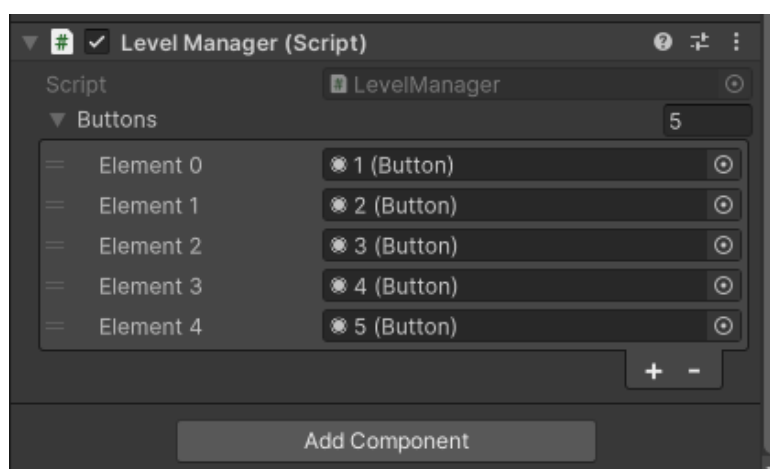 # Level Manager (Script)
Script # LevelManager
Buttons 5
Element 0 1 (Button)
Element 1 2 (Button)
Element 2 3 (Button)
Element 3 4 (Button)
Element 4 5 (Button)
+ -
Add Component